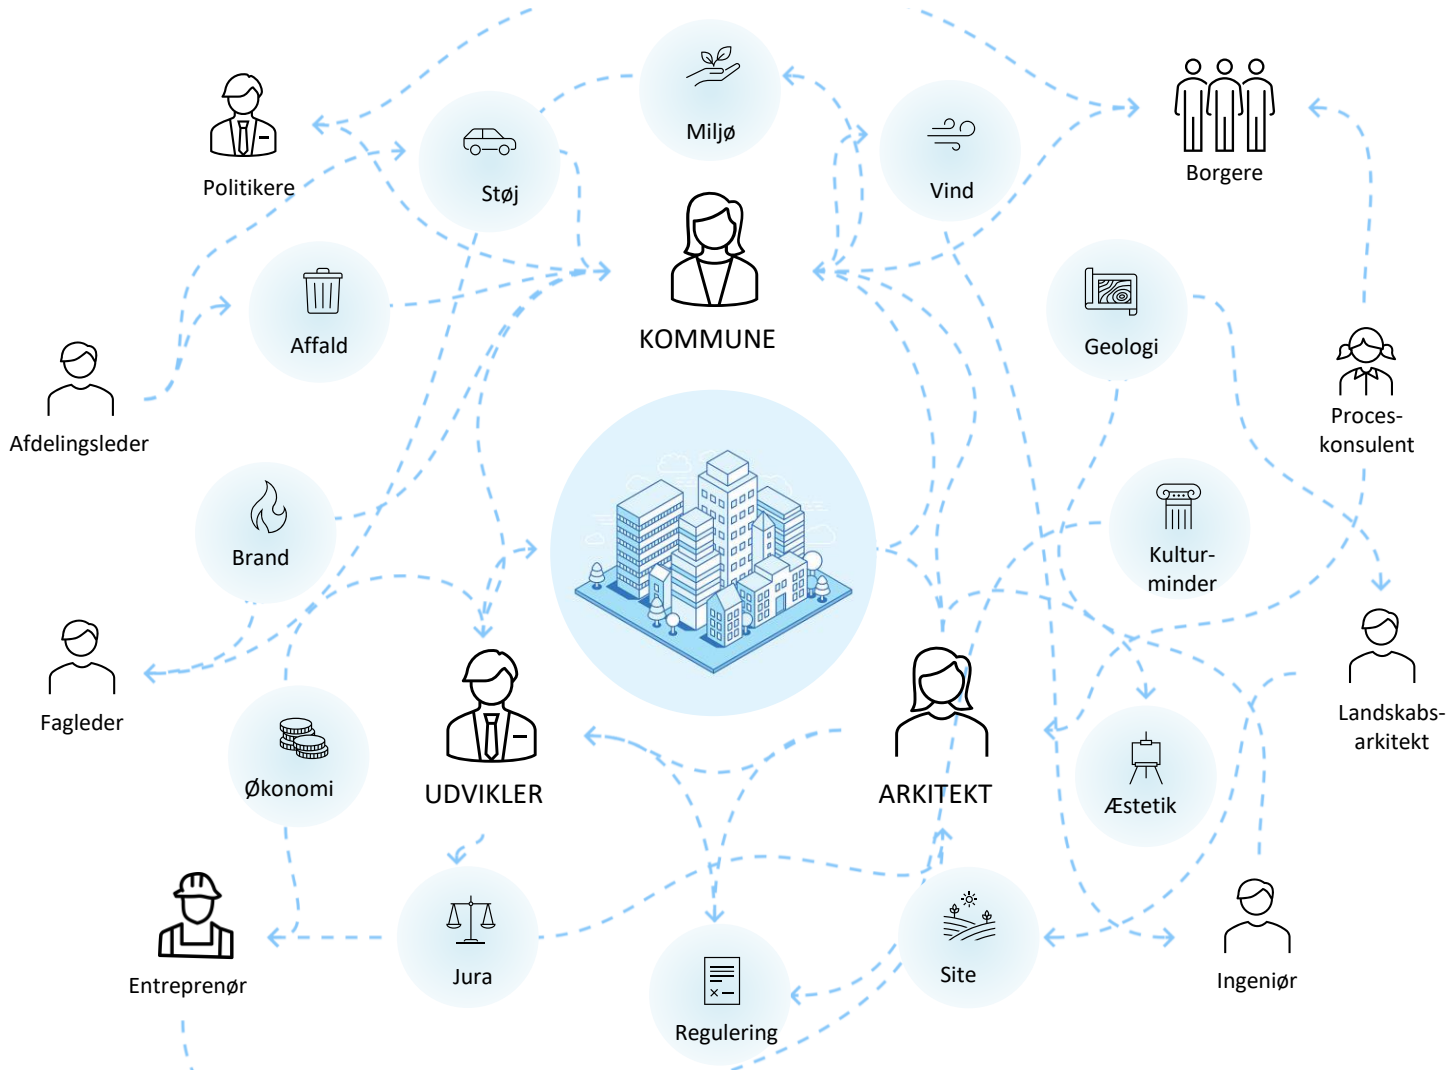 Miljø
Politikere
Støj
Vind
Borgere
Affald
KOMMUNE
Geologi
Afdelingsleder
Proces-
konsulent
Brand
Kultur-
minder
Fagleder
Landskabs-
arkitekt
Økonomi
UDVIKLER
ARKITEKT
Æstetik
Entreprenør
Jura
Regulering
Site
Ingeniør